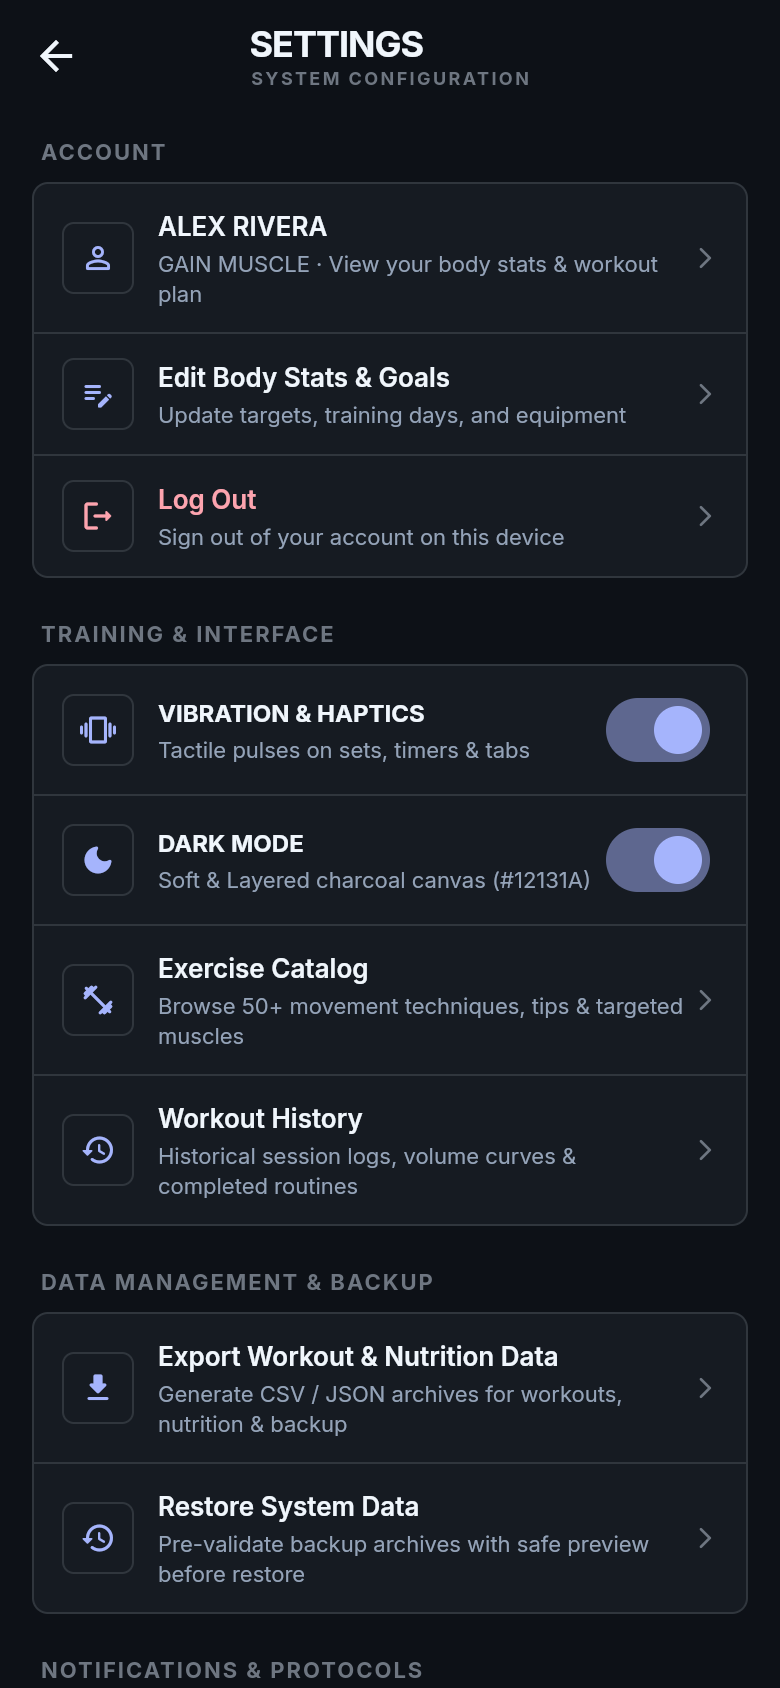 SETTINGS
SYSTEM CONFIGURATION
ACCOUNT
ALEX RIVERA
GAIN MUSCLE · View your body stats & workout
plan
Edit Body Stats & Goals
Update targets, training days, and equipment
Log Out
Sign out of your account on this device
TRAINING & INTERFACE
VIBRATION & HAPTICS
Tactile pulses on sets, timers & tabs
DARK MODE
Soft & Layered charcoal canvas (#12131A)
Exercise Catalog
Browse 50+ movement techniques, tips & targeted
muscles
Workout History
Historical session logs, volume curves &
completed routines
DATA MANAGEMENT & BACKUP
Export Workout & Nutrition Data
Generate CSV / JSON archives for workouts,
nutrition & backup
Restore System Data
Pre-validate backup archives with safe preview
before restore
NOTIFICATIONS & PROTOCOLS